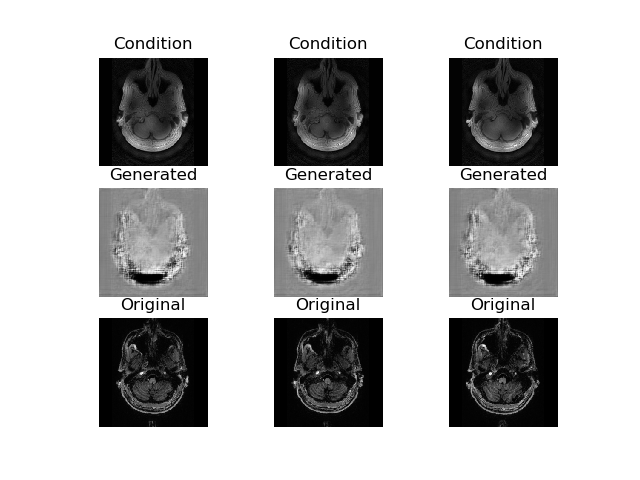 Condition Condition Condition
Generated Generated Generated
Original Original Original